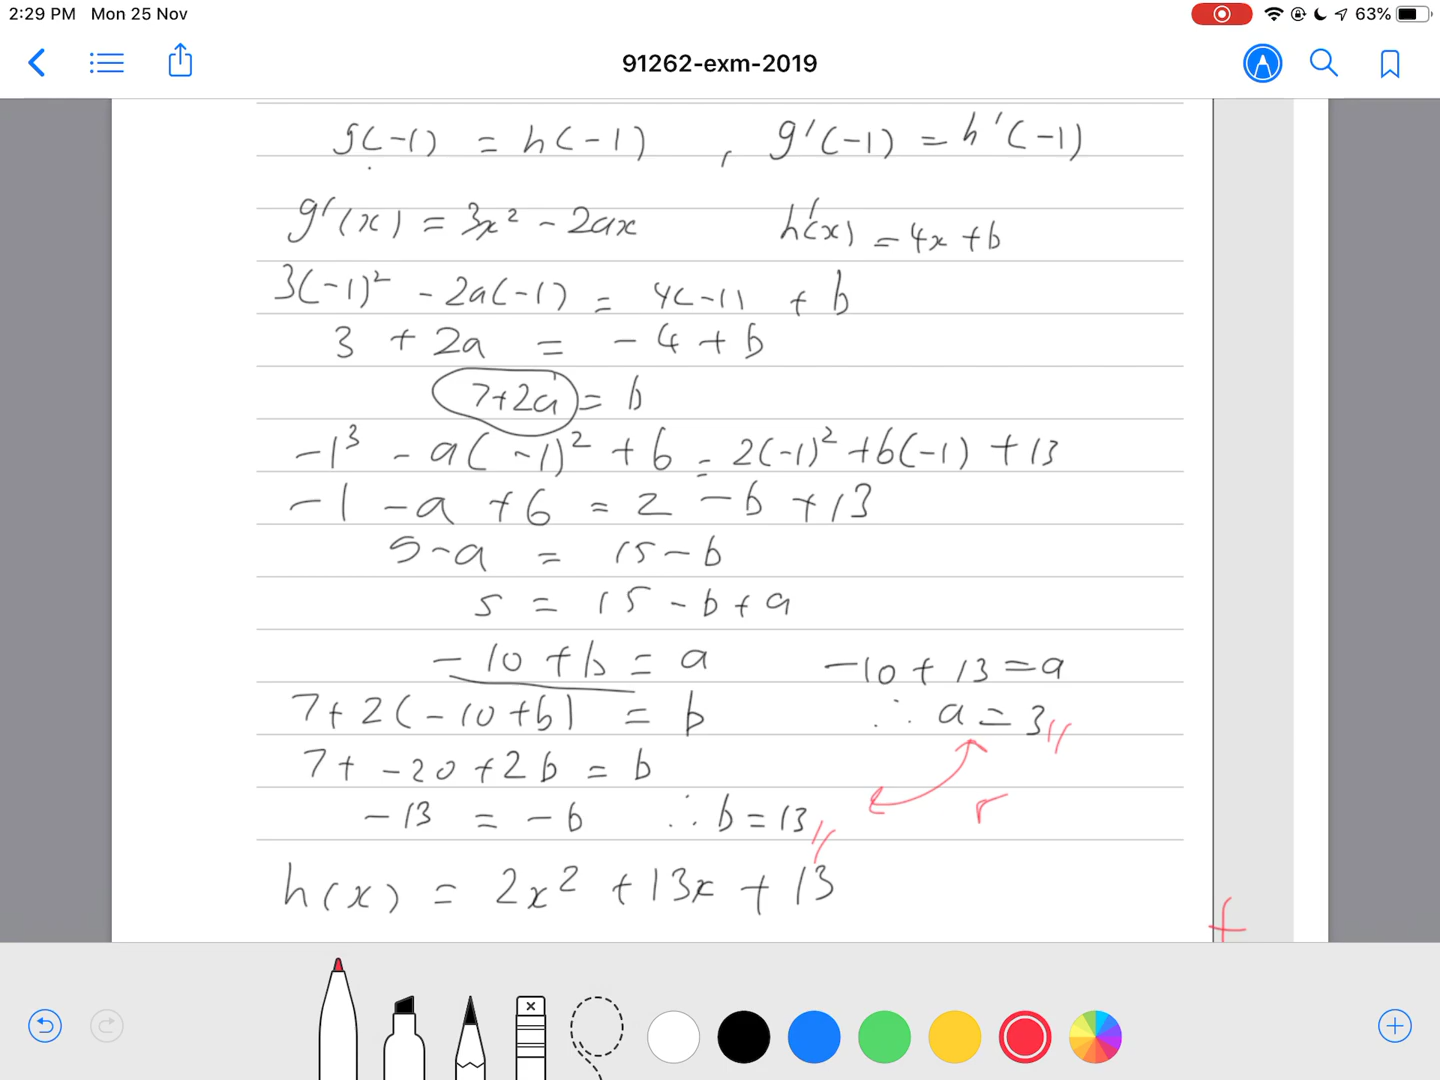 2:29 PM Mon 25 Nov 63%
91262-exm-2019
g(-1) = h(-1) , g'(-1) = h'(-1)
g'(x) = 3x² - 2ax h'(x) = 4x + b
3(-1)² - 2a(-1) = 4(-1) + b
3 + 2a = -4 + b
7+2a = b
-1³ - a(-1)² + 6 = 2(-1)² + b(-1) + 13
-1 - a + 6 = 2 - b + 13
5 - a = 15 - b
5 = 15 - b + a
-10 + b = a -10 + 13 = a
7 + 2(-10 + b) = b ∴ a = 3
7 + -20 + 2b = b
r
-13 = -b ∴ b = 13
h(x) = 2x² + 13x + 13
t